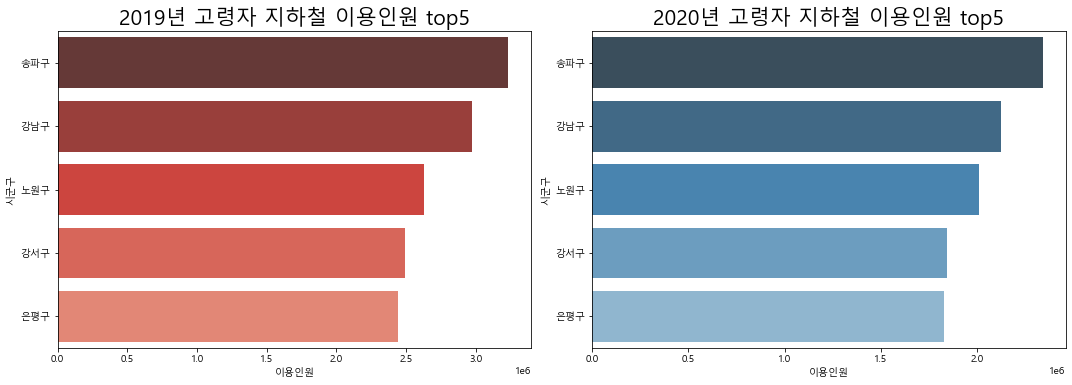 2019년 고령자 지하철 이용인원 top5
시군구
송파구
강남구
노원구
강서구
은평구
0.0 0.5 1.0 1.5 2.0 2.5 3.0
이용인원
1e6
2020년 고령자 지하철 이용인원 top5
시군구
송파구
강남구
노원구
강서구
은평구
0.0 0.5 1.0 1.5 2.0
이용인원
1e6